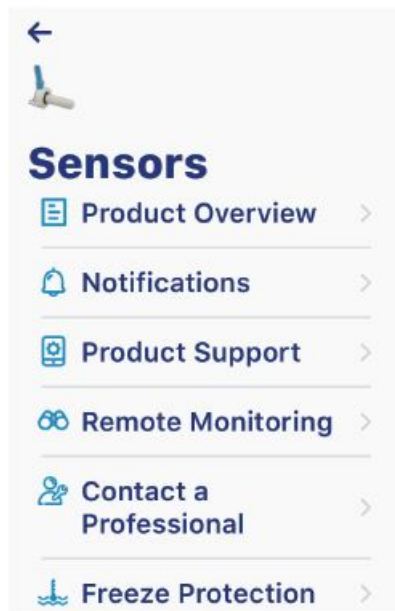 Sensors
Product Overview
Notifications
Product Support
Remote Monitoring
Contact a
Professional
Freeze Protection